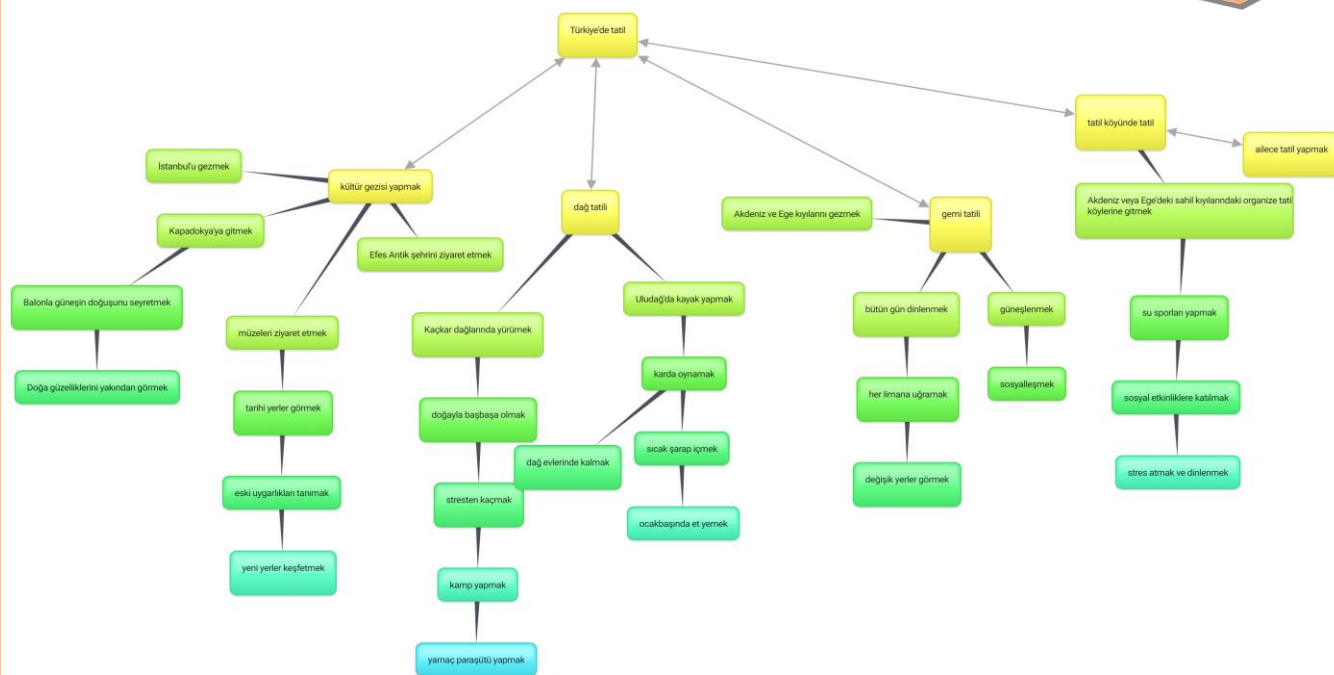 Türkiye'de tatil
kültür gezisi yapmak
İstanbul'u gezmek
Kapadokya'ya gitmek
Balonla güneşin doğuşunu seyretmek
Doğa güzelliklerini yakından görmek
Efes Antik şehrini ziyaret etmek
müzeleri ziyaret etmek
tarihi yerler görmek
eski uygarlıkları tanımak
yeni yerler keşfetmek
dağ tatili
Kaçkar dağlarında yürümek
doğayla başbaşa olmak
stresten kaçmak
kamp yapmak
yamaç paraşütü yapmak
Uludağ'da kayak yapmak
karda oynamak
dağ evlerinde kalmak
sıcak şarap içmek
ocakbaşında et yemek
gemi tatili
Akdeniz ve Ege kıyılarını gezmek
bütün gün dinlenmek
her limana uğramak
değişik yerler görmek
güneşlenmek
sosyalleşmek
tatil köyünde tatil
ailece tatil yapmak
Akdeniz veya Ege'deki sahil kıyılarındaki organize tati
köylerine gitmek
su sporları yapmak
sosyal etkinliklere katılmak
stres atmak ve dinlenmek